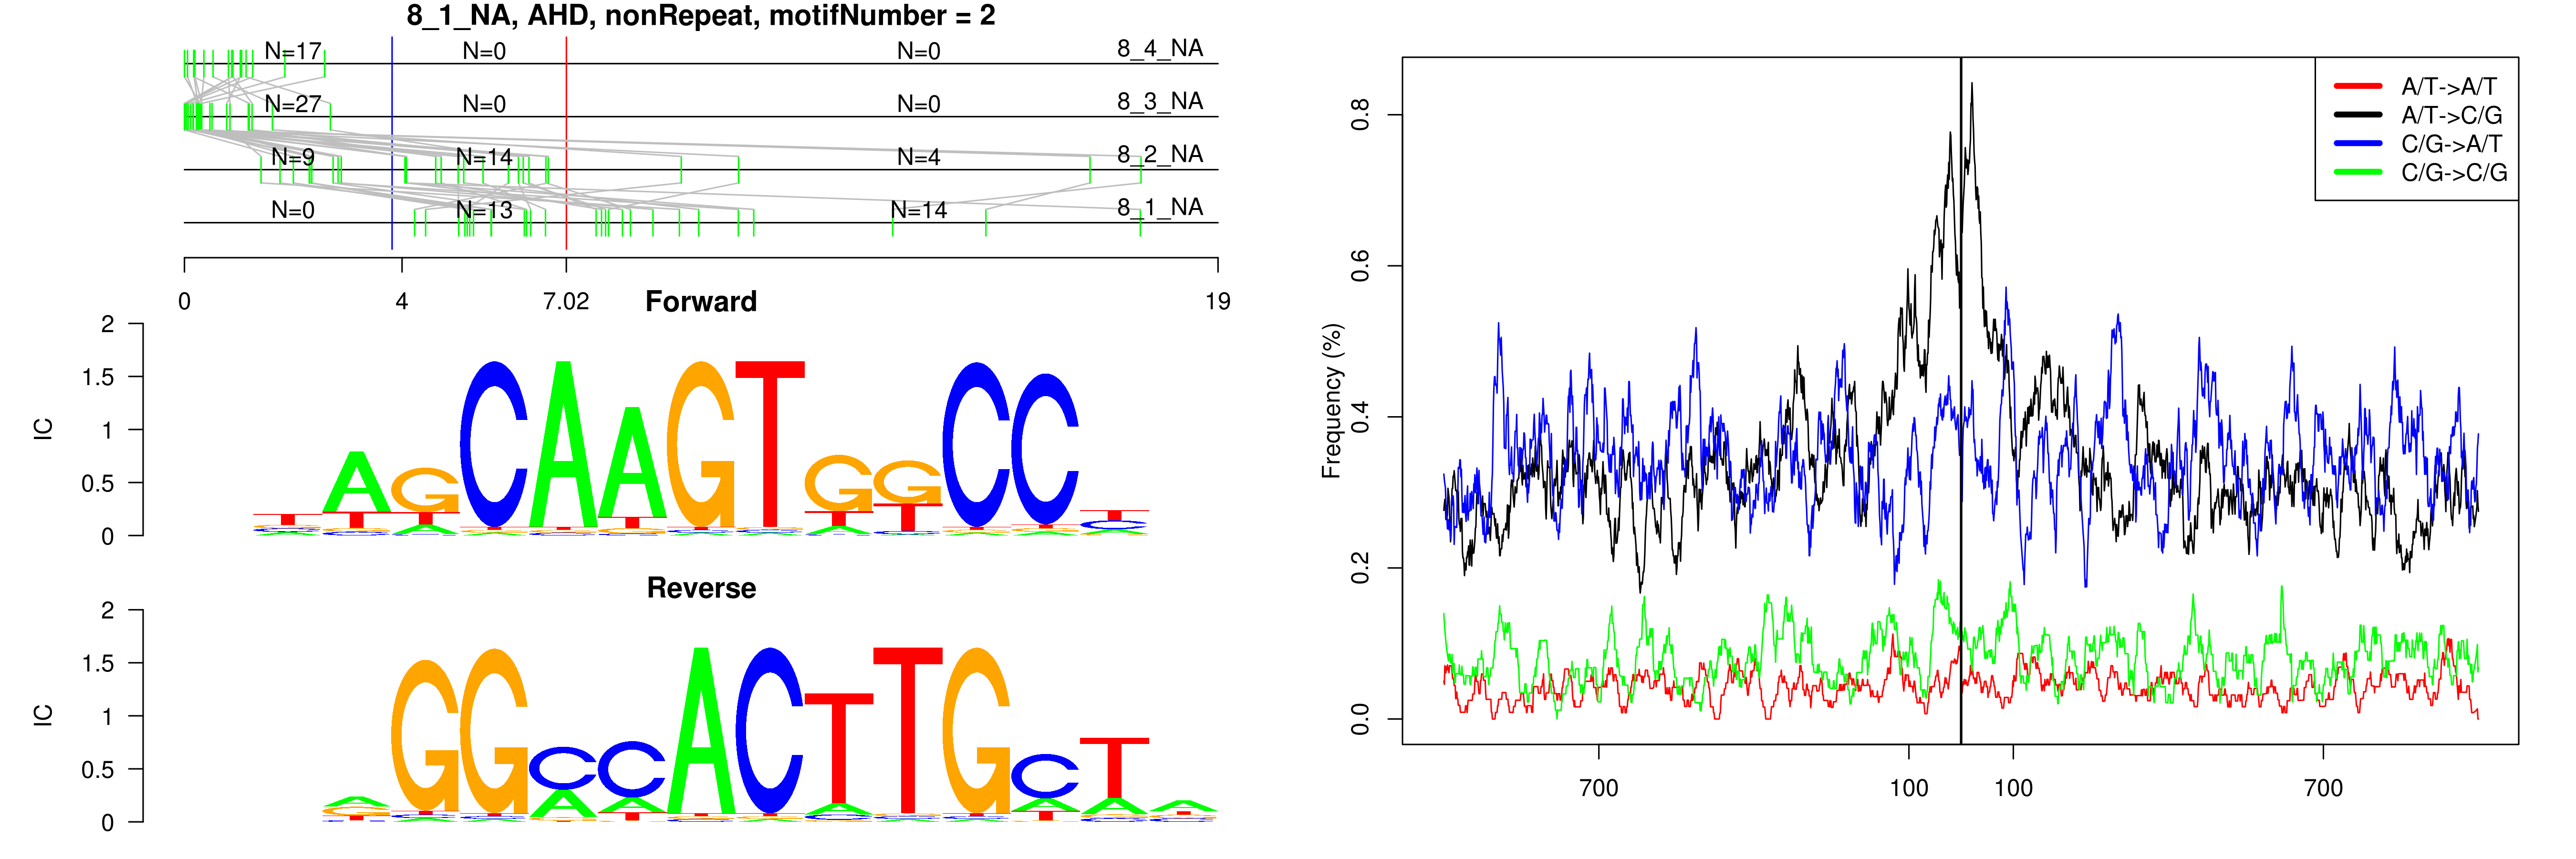 8_1_NA, AHD, nonRepeat, motifNumber = 2
N=17 N=0 N=0 8_4_NA
N=27 N=0 N=0 8_3_NA
N=9 N=14 N=4 8_2_NA
N=0 N=13 N=14 8_1_NA
0 4 7.02 19
Forward
IC
2
1.5
1
0.5
0
T A G C A A G T G G C C T
Reverse
IC
2
1.5
1
0.5
0
A G G C C A C T T G C T A
Frequency (%)
0.8
0.6
0.4
0.2
0.0
700 100 100 700
A/T->A/T
A/T->C/G
C/G->A/T
C/G->C/G